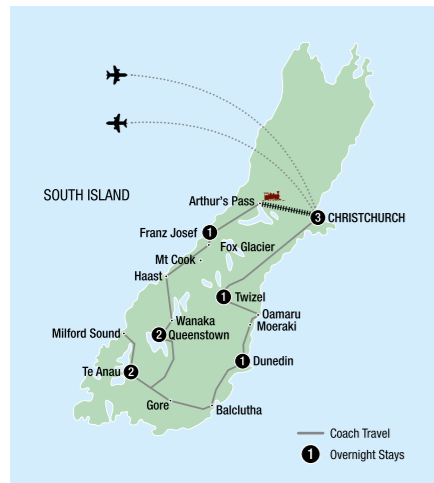 SOUTH ISLAND
Arthur's Pass
3 CHRISTCHURCH
Franz Josef 1
Fox Glacier
Mt Cook
Haast
1 Twizel
Oamaru
Moeraki
Wanaka
Milford Sound
2 Queenstown
Te Anau 2
1 Dunedin
Gore
Balclutha
Coach Travel
1 Overnight Stays